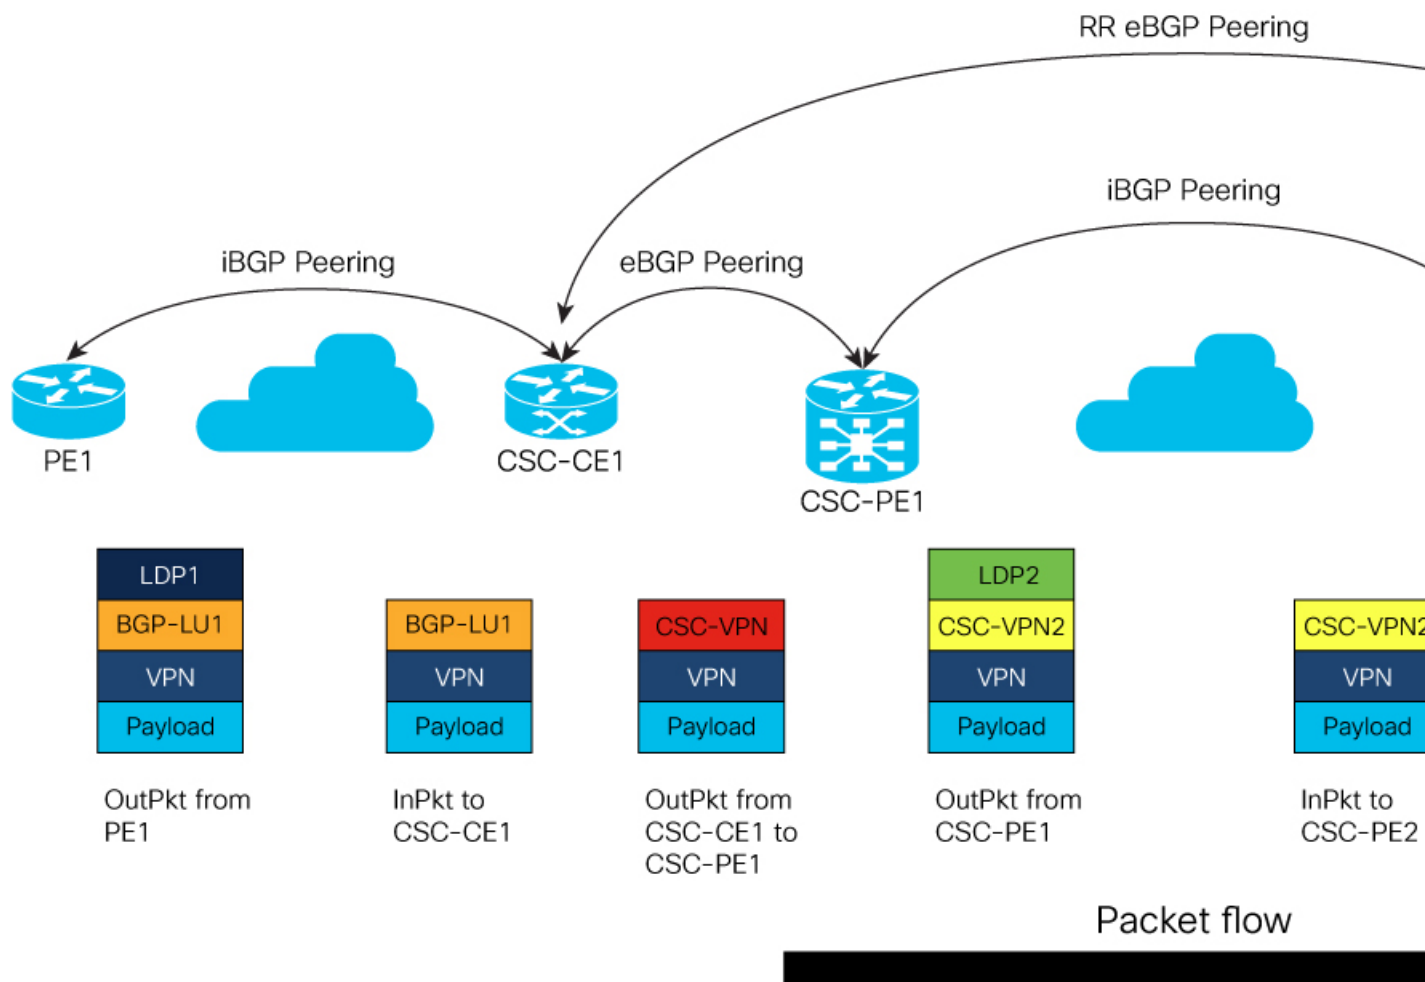 RR eBGP Peering
iBGP Peering
iBGP Peering
eBGP Peering
PE1
CSC-CE1
CSC-PE1
LDP1
BGP-LU1
VPN
Payload
OutPkt from
PE1
BGP-LU1
VPN
Payload
InPkt to
CSC-CE1
CSC-VPN
VPN
Payload
OutPkt from
CSC-CE1 to
CSC-PE1
LDP2
CSC-VPN2
VPN
Payload
OutPkt from
CSC-PE1
CSC-VPN2
VPN
Payload
InPkt to
CSC-PE2
Packet flow